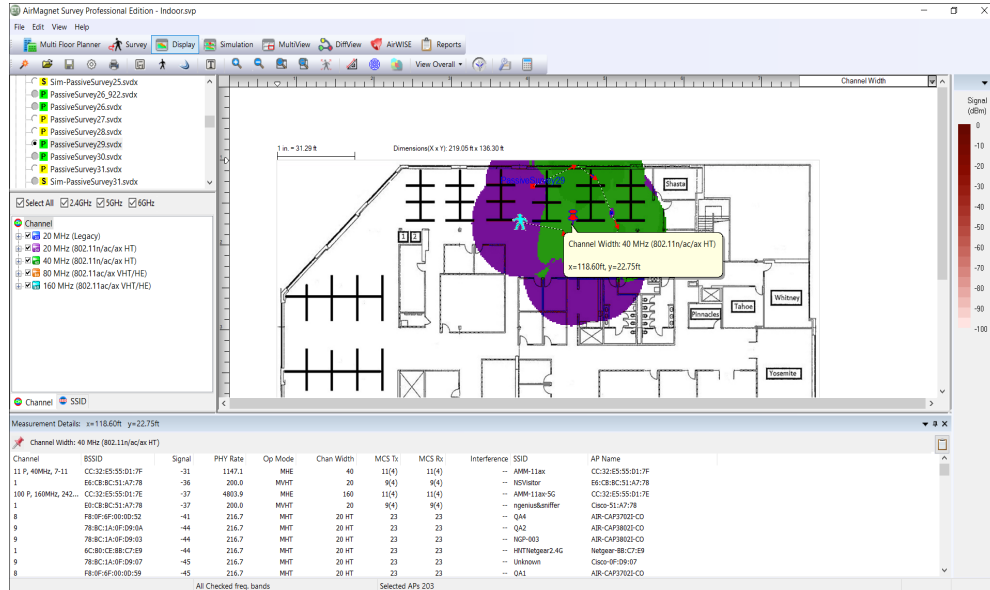 AirMagnet Survey Professional Edition - Indoor.svp
File Edit View Help
Multi Floor Planner Survey Display Simulation MultiView DiffView AirWISE Reports
View Overall
Sim-PassiveSurvey25.svdx
PassiveSurvey26_922.svdx
PassiveSurvey26.svdx
PassiveSurvey27.svdx
PassiveSurvey28.svdx
PassiveSurvey29.svdx
PassiveSurvey30.svdx
PassiveSurvey31.svdx
Sim-PassiveSurvey31.svdx
Select All 2.4GHz 5GHz 6GHz
Channel
20 MHz (Legacy)
20 MHz (802.11n/ac/ax HT)
40 MHz (802.11n/ac/ax HT)
80 MHz (802.11ac/ax VHT/HE)
160 MHz (802.11ac/ax VHT/HE)
Channel SSID
Channel Width
1 in. = 31.29 ft Dimensions(X x Y): 219.05 ft x 136.30 ft
PassiveSurvey29
Shasta
1 2
Channel Width: 40 MHz (802.11n/ac/ax HT)
x=118.60ft, y=22.75ft
Whitney
Tahoe
Pinnacles
Yosemite
Signal
(dBm)
0
-10
-20
-30
-40
-50
-60
-70
-80
-90
-100
Measurement Details: x=118.60ft y=22.75ft
Channel Width: 40 MHz (802.11n/ac/ax HT)
Channel BSSID Signal PHY Rate Op Mode Chan Width MCS Tx MCS Rx Interference SSID AP Name
11 P, 40MHz, 7-11 CC:32:E5:55:D1:7F -31 1147.1 MHE 40 11(4) 11(4) -- AMM-11ax CC:32:E5:55:D1:7F
1 E6:CB:BC:51:A7:78 -36 200.0 MVHT 20 9(4) 9(4) -- NSVisitor E6:CB:BC:51:A7:78
100 P, 160MHz, 242... CC:32:E5:55:D1:7E -37 4803.9 MHE 160 11(4) 11(4) -- AMM-11ax-5G CC:32:E5:55:D1:7E
1 E0:CB:BC:51:A7:78 -37 200.0 MVHT 20 9(4) 9(4) -- ngenius&sniffer Cisco-51:A7:78
8 F8:0F:6F:00:0D:52 -41 216.7 MHT 20 HT 23 23 -- QA4 AIR-CAP3702I-CO
9 78:BC:1A:0F:D9:0A -44 216.7 MHT 20 HT 23 23 -- QA2 AIR-CAP3802I-CO
9 78:BC:1A:0F:D9:03 -44 216.7 MHT 20 HT 23 23 -- NGP-003 AIR-CAP3802I-CO
1 6C:B0:CE:BB:C7:E9 -44 216.7 MHT 20 HT 23 23 -- HNTNetgear2.4G Netgear-BB:C7:E9
9 78:BC:1A:0F:D9:07 -45 216.7 MHT 20 HT 23 23 -- Unknown Cisco-0F:D9:07
8 F8:0F:6F:00:0D:59 -45 216.7 MHT 20 HT 23 23 -- QA1 AIR-CAP3702I-CO
All Checked freq. bands Selected APs 203